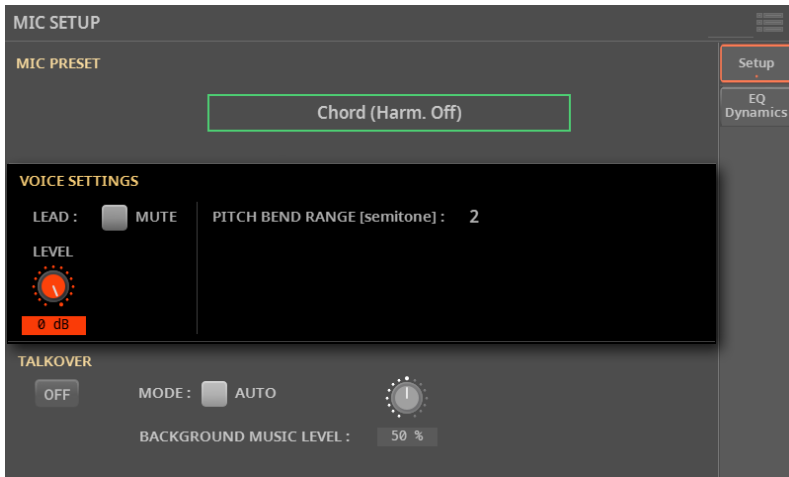 MIC SETUP
MIC PRESET
Setup
Chord (Harm. Off)
EQ
Dynamics
VOICE SETTINGS
LEAD : MUTE PITCH BEND RANGE [semitone] : 2
LEVEL
0 dB
TALKOVER
OFF MODE : AUTO
BACKGROUND MUSIC LEVEL : 50 %